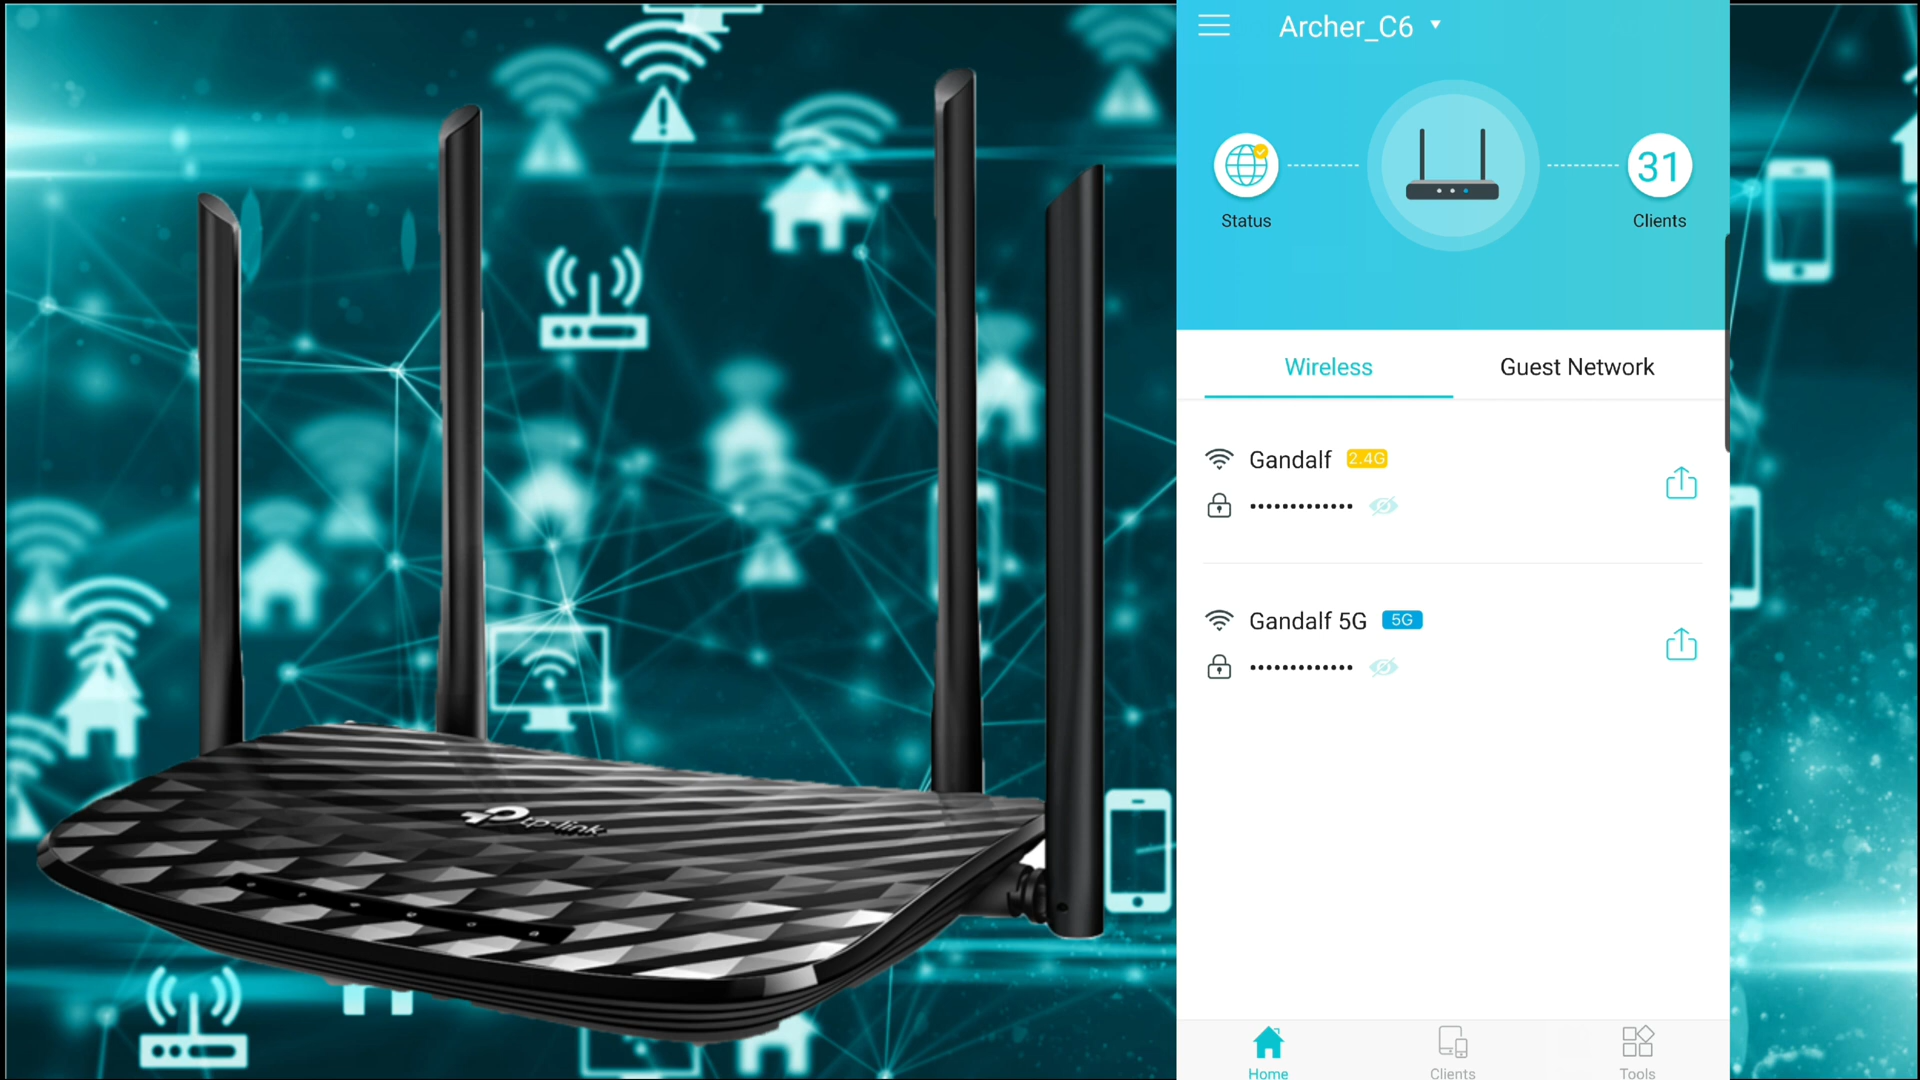 Archer_C6
31
Status
Clients
Wireless
Guest Network
Gandalf 2.4G
•••••••••••••
Gandalf 5G 5G
•••••••••••••
tp-link
Home
Clients
Tools